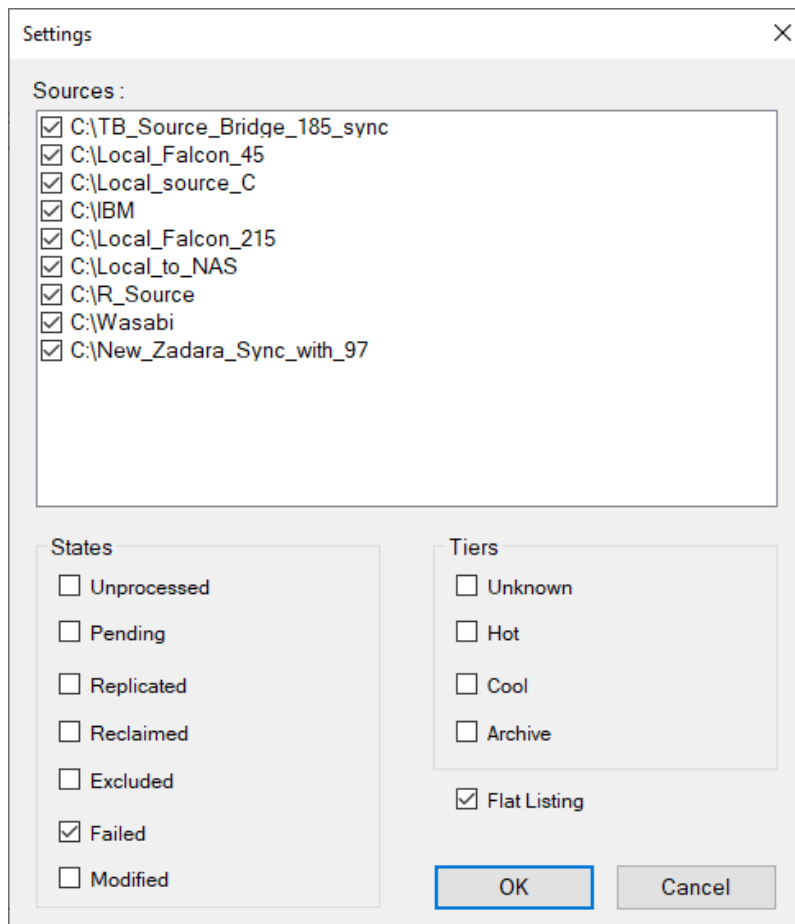 Settings
Sources :
C:\TB_Source_Bridge_185_sync
C:\Local_Falcon_45
C:\Local_source_C
C:\IBM
C:\Local_Falcon_215
C:\Local_to_NAS
C:\R_Source
C:\Wasabi
C:\New_Zadara_Sync_with_97
States
Unprocessed
Pending
Replicated
Reclaimed
Excluded
Failed
Modified
Tiers
Unknown
Hot
Cool
Archive
Flat Listing
OK
Cancel